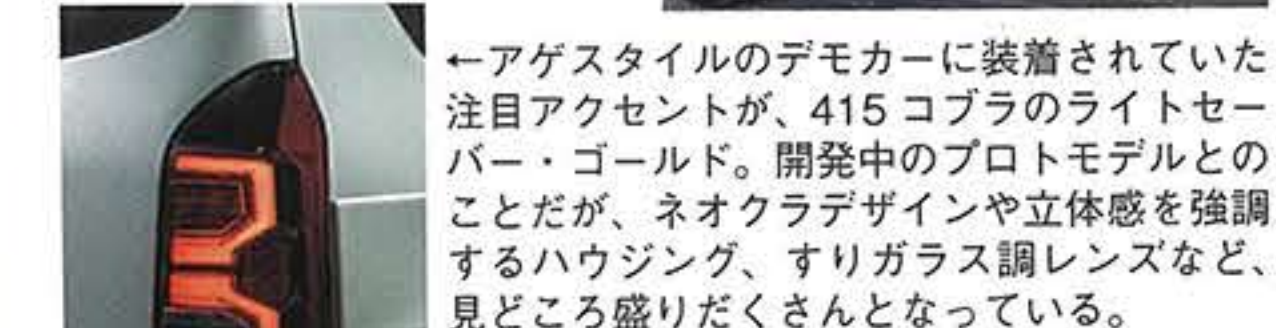 ←アゲスタイルのデモカーに装着されていた
注目アクセントが、415 コブラのライトセー
バー・ゴールド。開発中のプロトモデルとの
ことだが、ネオクラデザインや立体感を強調
するハウジング、すりガラス調レンズなど、
見どころ盛りだくさんとなっている。